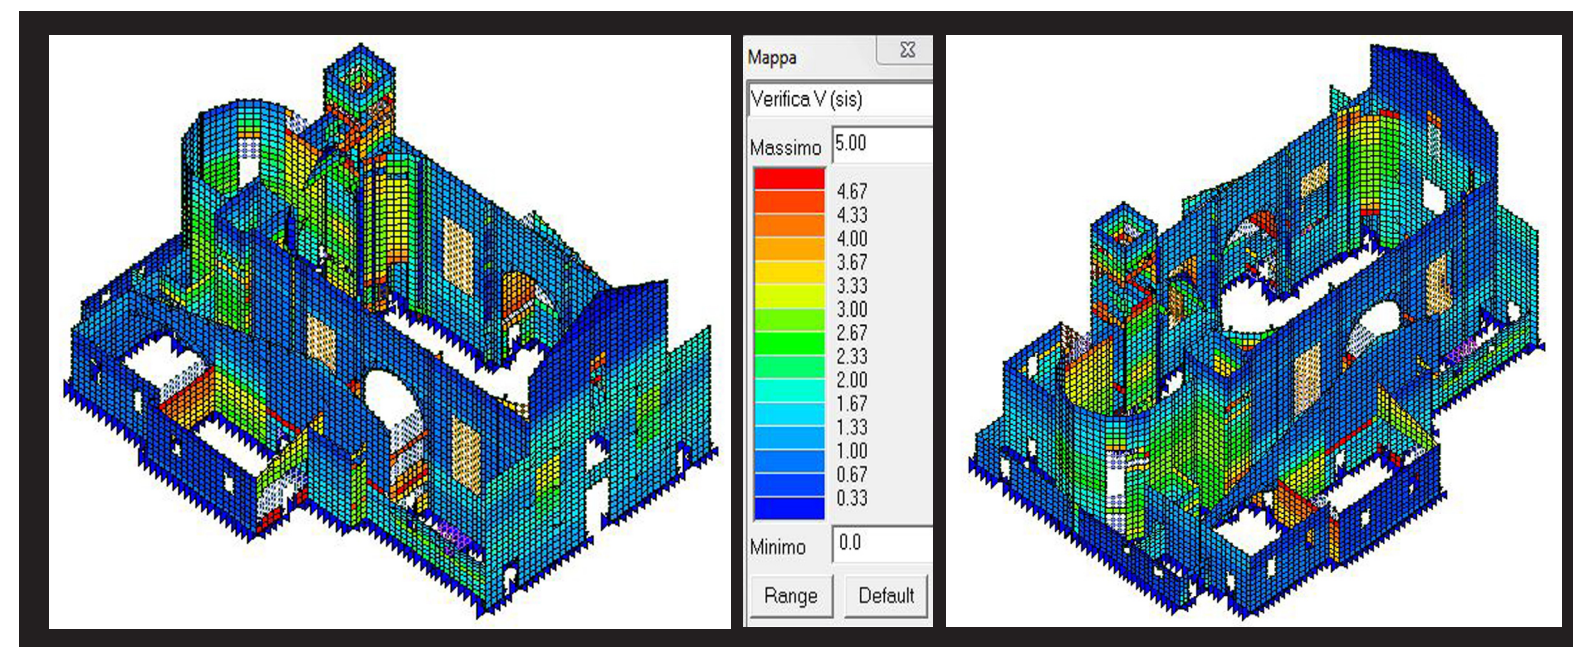 Mappa
Verifica V (sis)
Massimo 5.00
4.67
4.33
4.00
3.67
3.33
3.00
2.67
2.33
2.00
1.67
1.33
1.00
0.67
0.33
Minimo 0.0
Range Default